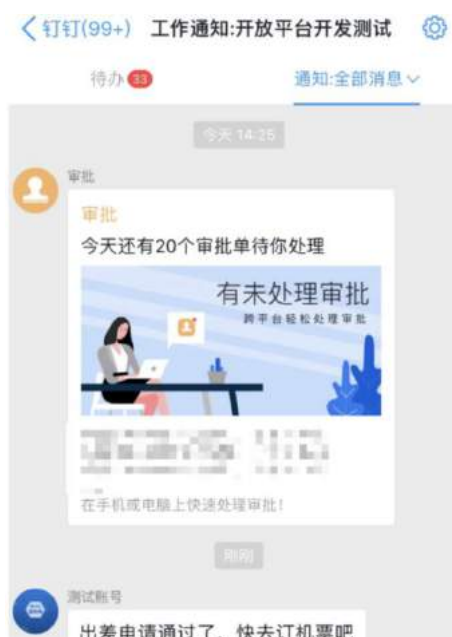 钉钉(99+) 工作通知:开放平台开发测试
待办 33 通知:全部消息
今天 14:25
审批
审批
今天还有20个审批单待你处理
有未处理审批
跨平台轻松处理审批
在手机或电脑上快速处理审批!
刚刚
测试账号
出差申请通过了，快去订机票吧